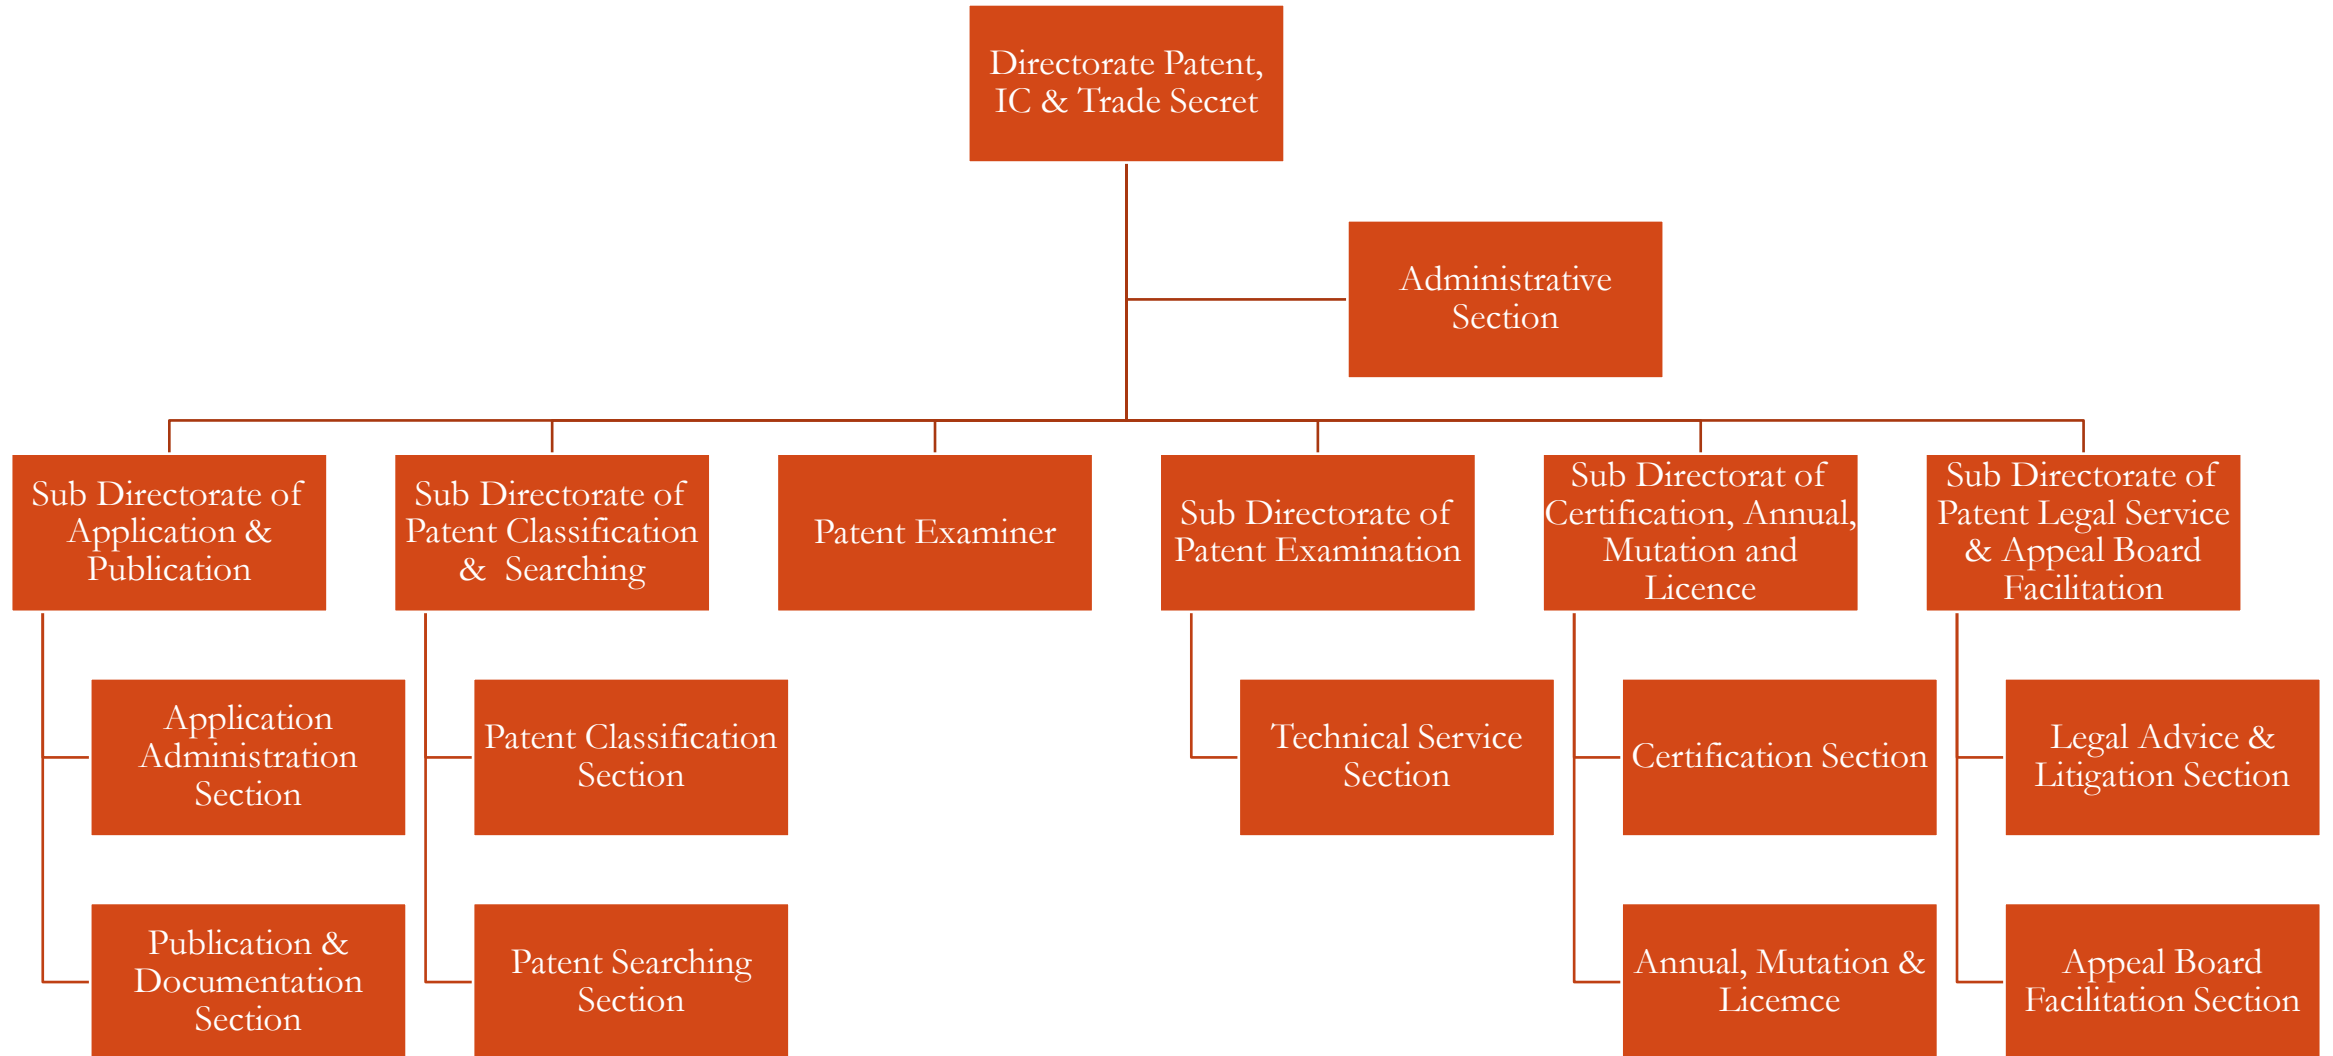 Directorate Patent,
IC & Trade Secret
Administrative
Section
Sub Directorate of
Application &
Publication
Sub Directorate of
Patent Classification
& Searching
Patent Examiner
Sub Directorate of
Patent Examination
Sub Directorat of
Certification, Annual,
Mutation and
Licence
Sub Directorate of
Patent Legal Service
& Appeal Board
Facilitation
Application
Administration
Section
Patent Classification
Section
Technical Service
Section
Certification Section
Legal Advice &
Litigation Section
Publication &
Documentation
Section
Patent Searching
Section
Annual, Mutation &
Licemce
Appeal Board
Facilitation Section